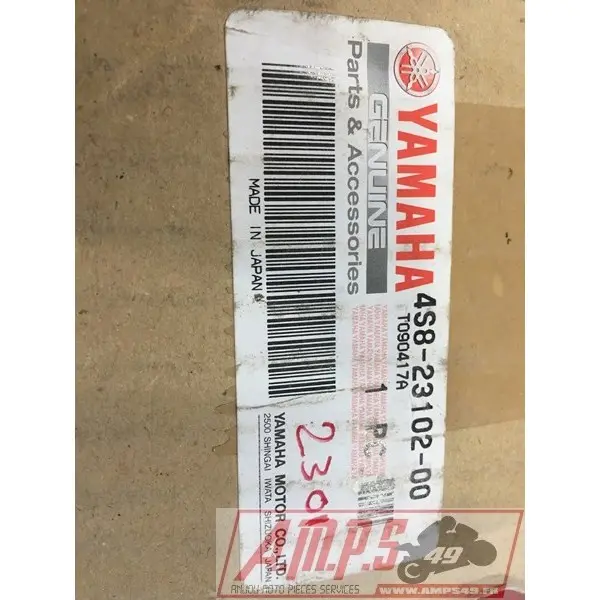 YAMAHA
GENUINE
Parts & Accessories
4S8-23102-00
T090417A
1
MADE IN JAPAN
YAMAHA MOTOR CO.,LTD.
2500 SHINGAI IWATA SHIZUOKA JAPAN
2301
A.M.P.S 49
ANJOU AUTO PIECES SERVICES
WWW.AMPS49.FR